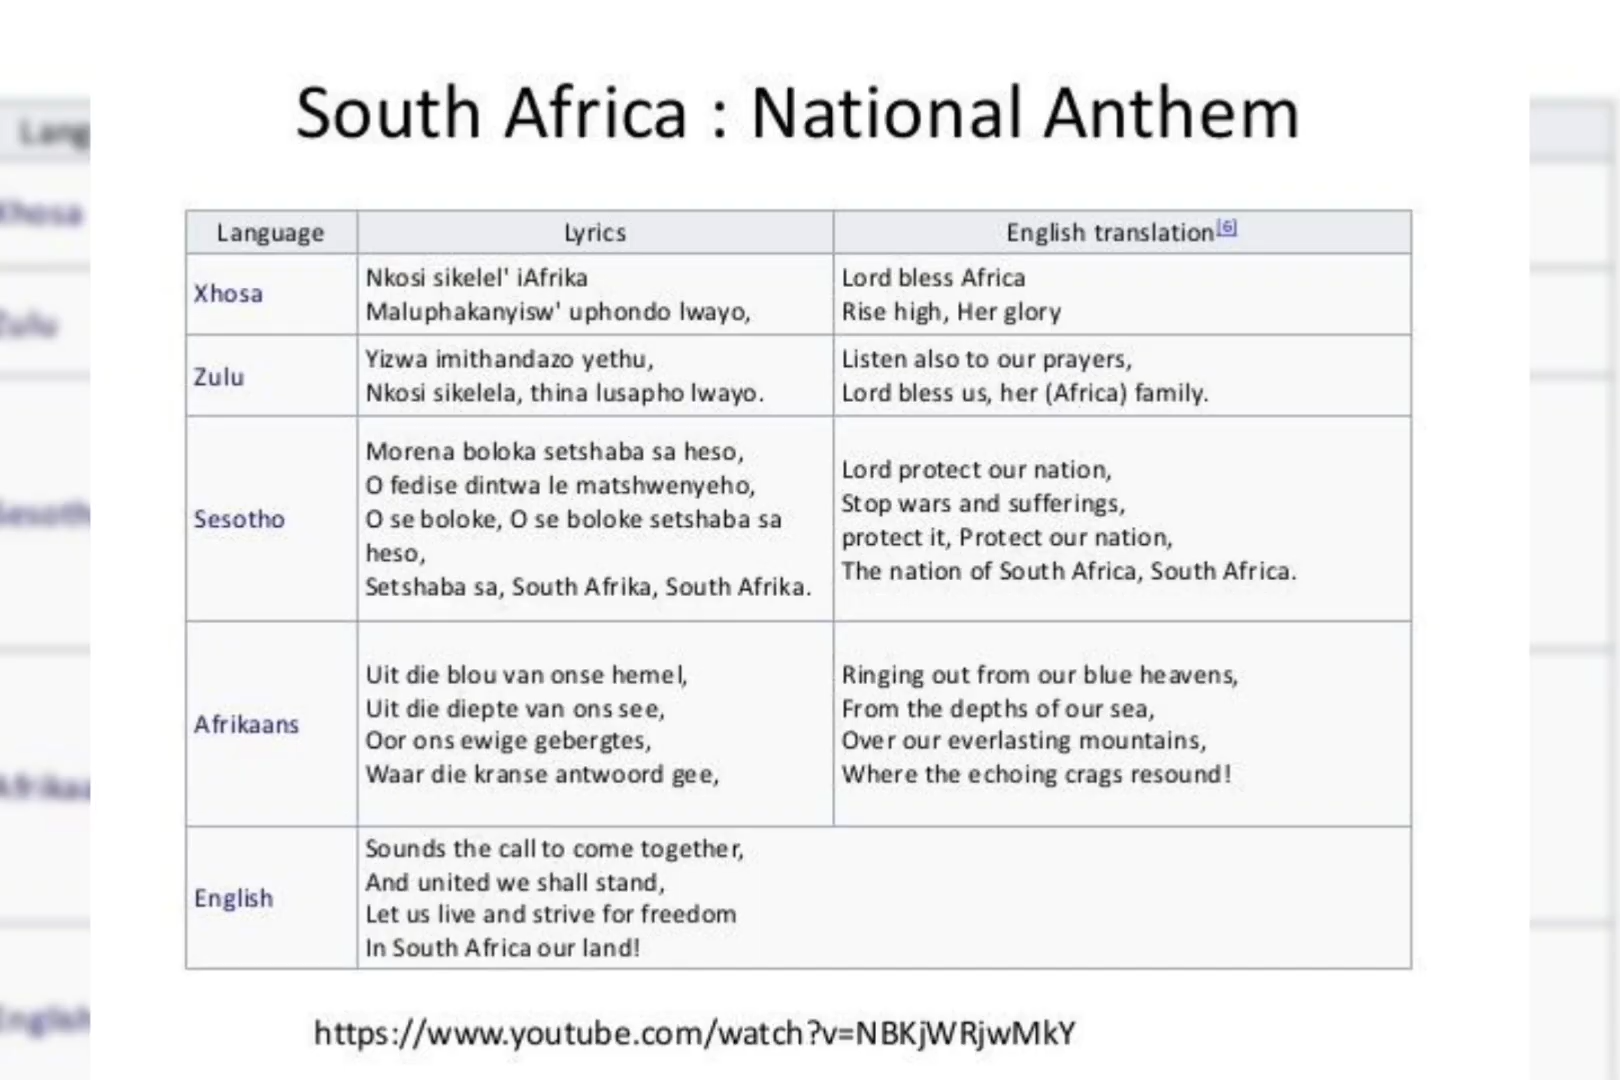 South Africa : National Anthem
Language
Lyrics
English translation[6]
Xhosa
Nkosi sikelel' iAfrika
Maluphakanyisw' uphondo lwayo,
Lord bless Africa
Rise high, Her glory
Zulu
Yizwa imithandazo yethu,
Nkosi sikelela, thina lusapho lwayo.
Listen also to our prayers,
Lord bless us, her (Africa) family.
Sesotho
Morena boloka setshaba sa heso,
O fedise dintwa le matshwenyeho,
O se boloke, O se boloke setshaba sa
heso,
Setshaba sa, South Afrika, South Afrika.
Lord protect our nation,
Stop wars and sufferings,
protect it, Protect our nation,
The nation of South Africa, South Africa.
Afrikaans
Uit die blou van onse hemel,
Uit die diepte van ons see,
Oor ons ewige gebergtes,
Waar die kranse antwoord gee,
Ringing out from our blue heavens,
From the depths of our sea,
Over our everlasting mountains,
Where the echoing crags resound!
English
Sounds the call to come together,
And united we shall stand,
Let us live and strive for freedom
In South Africa our land!
https://www.youtube.com/watch?v=NBKjWRjwMkY
Lang
Xhosa
Zulu
Sesoth
Afrikaa
English